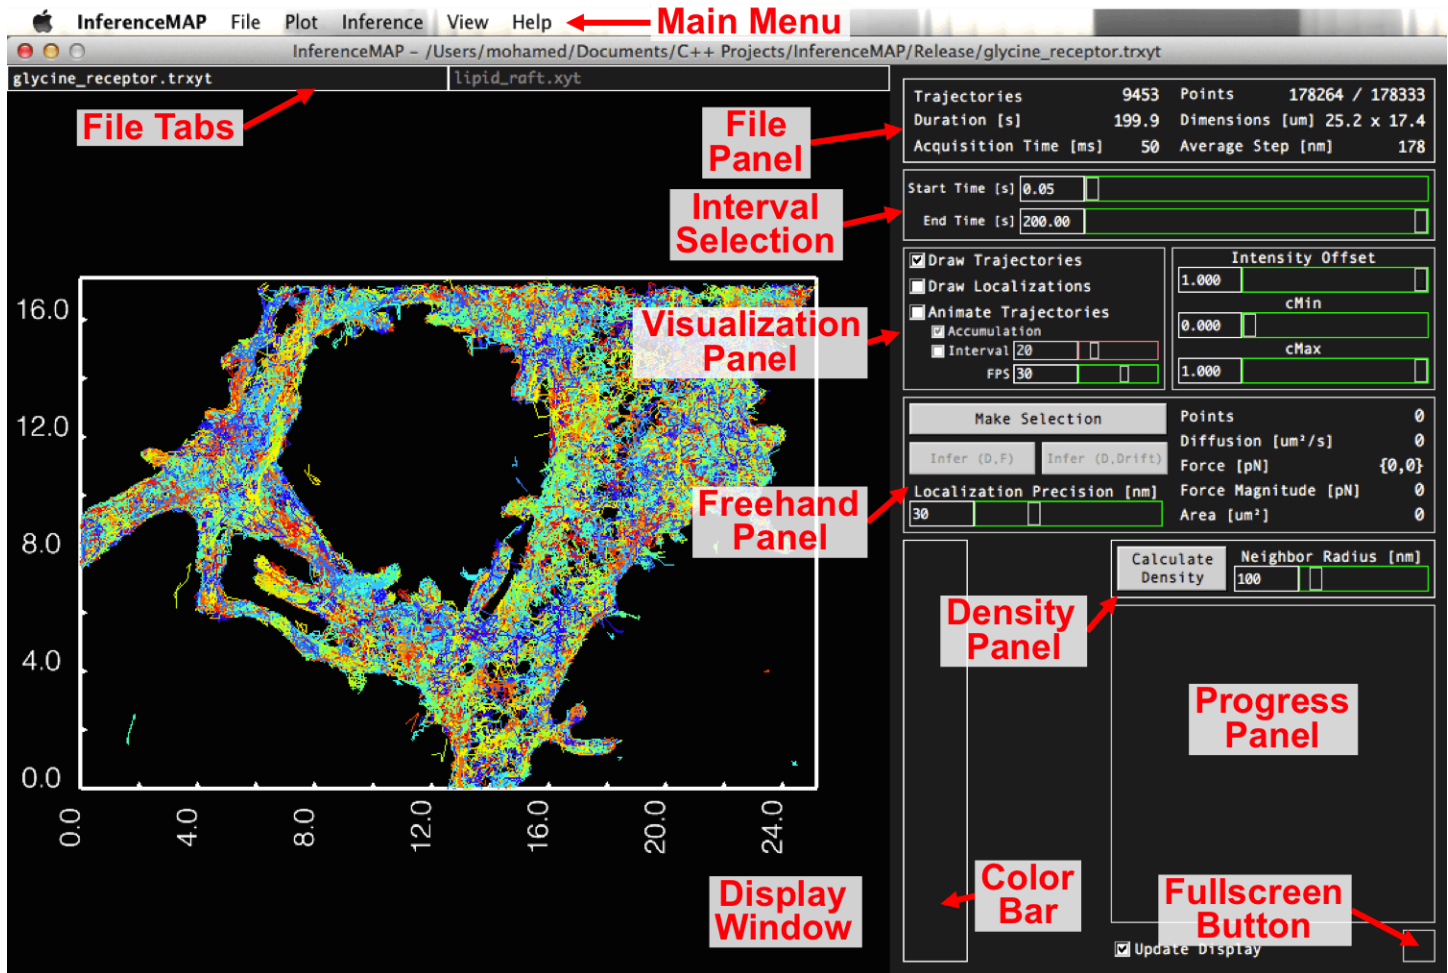 InferenceMAP File Plot Inference View Help
Main Menu
InferenceMAP – /Users/mohamed/Documents/C++ Projects/InferenceMAP/Release/glycine_receptor.trxyt
glycine_receptor.trxyt
lipid_raft.xyt
File Tabs
File
Panel
Trajectories 9453 Points 178264 / 178333
Duration [s] 199.9 Dimensions [um] 25.2 x 17.4
Acquisition Time [ms] 50 Average Step [nm] 178
Interval
Selection
Start Time [s] 0.05
End Time [s] 200.00
Visualization
Panel
Draw Trajectories
Draw Localizations
Animate Trajectories
Accumulation
Interval 20
FPS 30
Intensity Offset
1.000
cMin
0.000
cMax
1.000
Freehand
Panel
Make Selection
Infer (D,F) Infer (D,Drift)
Localization Precision [nm]
30
Points 0
Diffusion [um²/s] 0
Force [pN] {0,0}
Force Magnitude [pN] 0
Area [um²] 0
Calculate
Density
Neighbor Radius [nm]
100
Density
Panel
Progress
Panel
Color
Bar
Fullscreen
Button
Update Display
Display
Window
16.0
12.0
8.0
4.0
0.0
0.0 4.0 8.0 12.0 16.0 20.0 24.0